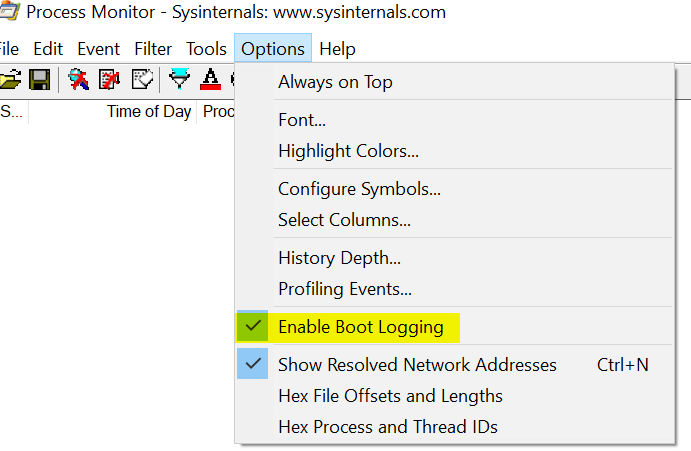 Process Monitor - Sysinternals: www.sysinternals.com
File Edit Event Filter Tools Options Help
S... Time of Day Proc
Always on Top
Font...
Highlight Colors...
Configure Symbols...
Select Columns...
History Depth...
Profiling Events...
Enable Boot Logging
Show Resolved Network Addresses Ctrl+N
Hex File Offsets and Lengths
Hex Process and Thread IDs